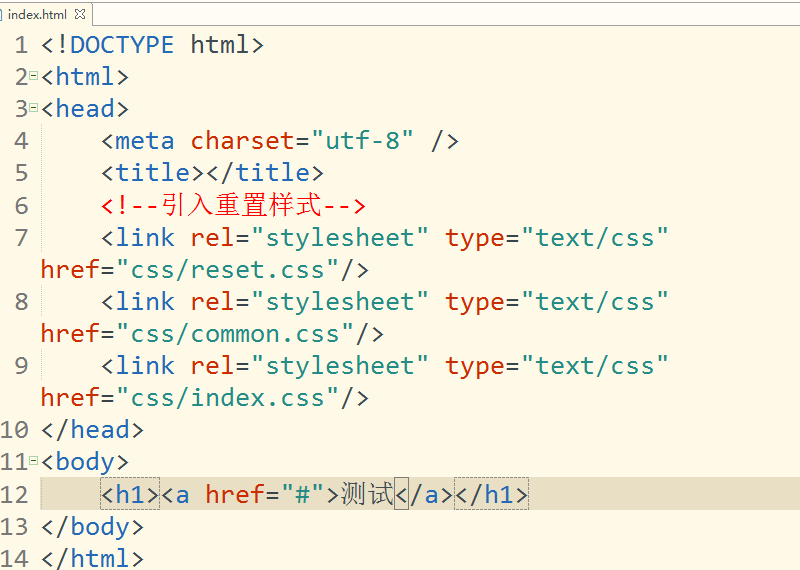 index.html
1 <!DOCTYPE html>
2 <html>
3 <head>
4 <meta charset="utf-8" />
5 <title></title>
6 <!--引入重置样式-->
7 <link rel="stylesheet" type="text/css"
href="css/reset.css"/>
8 <link rel="stylesheet" type="text/css"
href="css/common.css"/>
9 <link rel="stylesheet" type="text/css"
href="css/index.css"/>
10 </head>
11 <body>
12 <h1><a href="#">测试</a></h1>
13 </body>
14 </html>